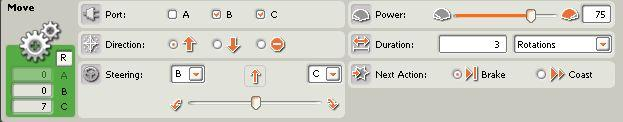 Move
Port: A B C Power: 75
Direction: Duration: 3 Rotations
R
Steering: B C Next Action: Brake Coast
0 A
0 B
7 C